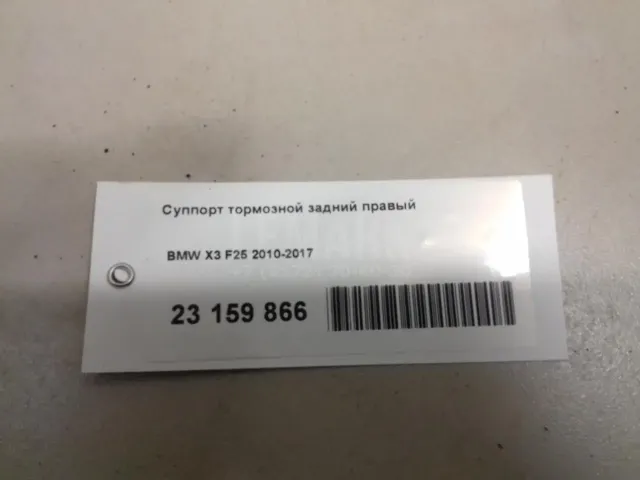 Суппорт тормозной задний правый
BMW X3 F25 2010-2017
23 159 866